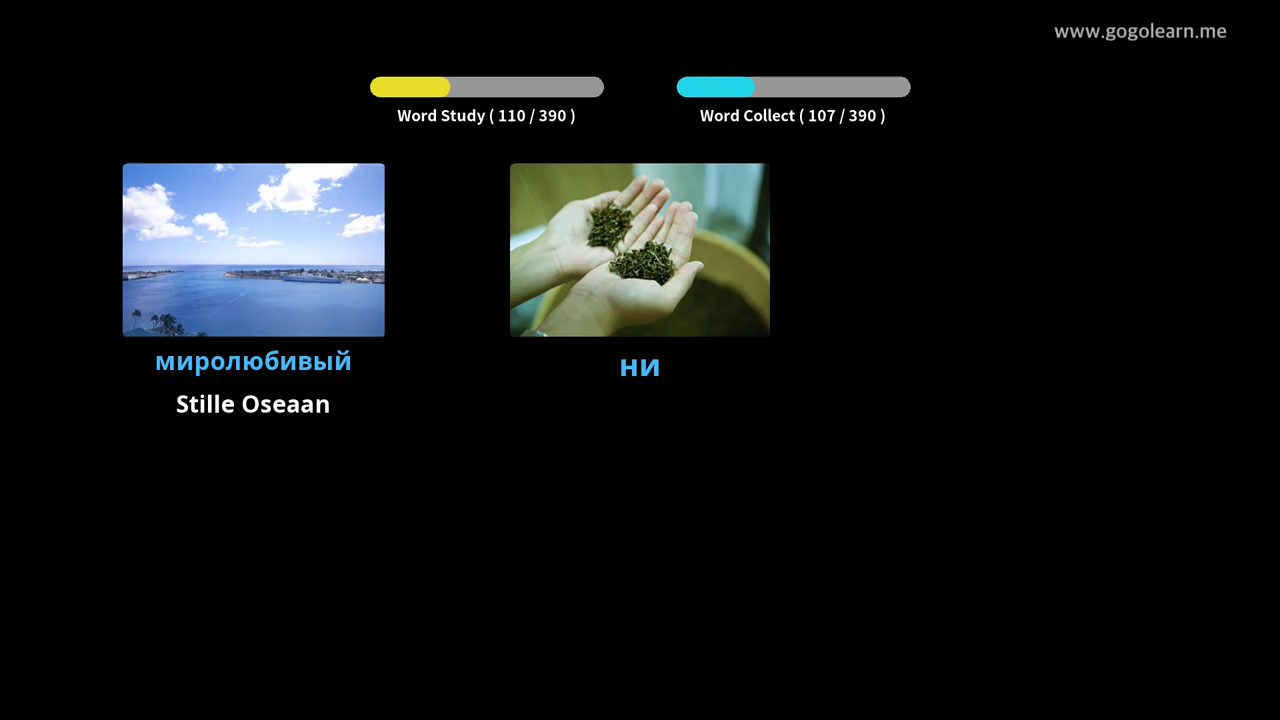 www.gogolearn.me
Word Study ( 110 / 390 )
Word Collect ( 107 / 390 )
миролюбивый
ни
Stille Oseaan